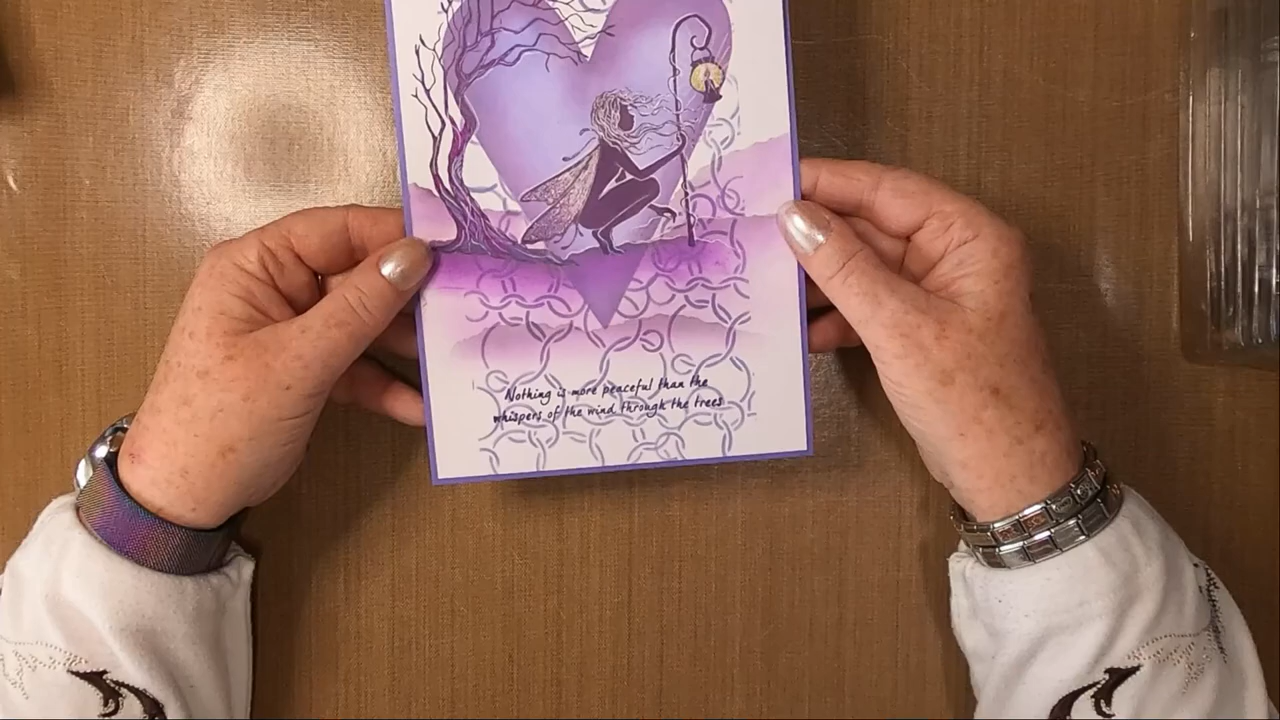 Nothing is more peaceful than the
whispers of the wind through the trees